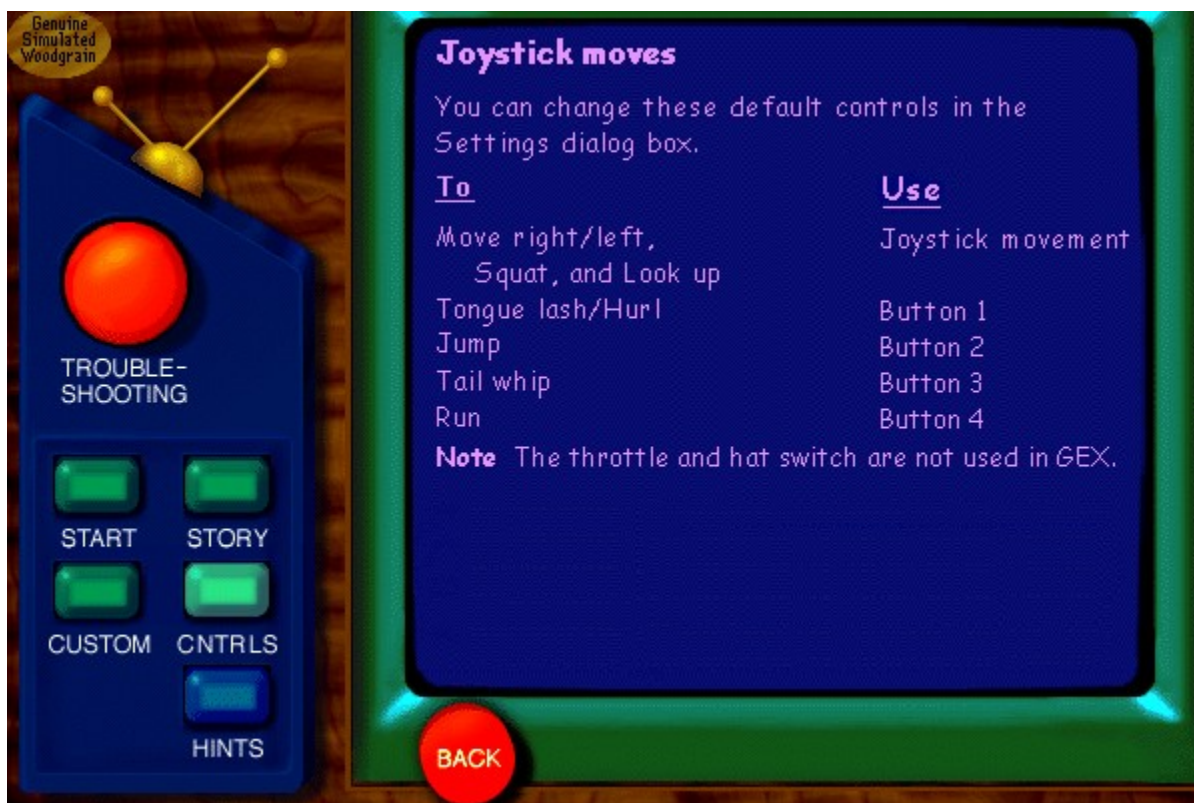 Genuine
Simulated
Woodgrain
TROUBLE-
SHOOTING
START STORY
CUSTOM CNTRLS
HINTS
Joystick moves
You can change these default controls in the
Settings dialog box.
To Use
Move right/left, Joystick movement
Squat, and Look up
Tongue lash/Hurl Button 1
Jump Button 2
Tail whip Button 3
Run Button 4
Note The throttle and hat switch are not used in GEX.
BACK